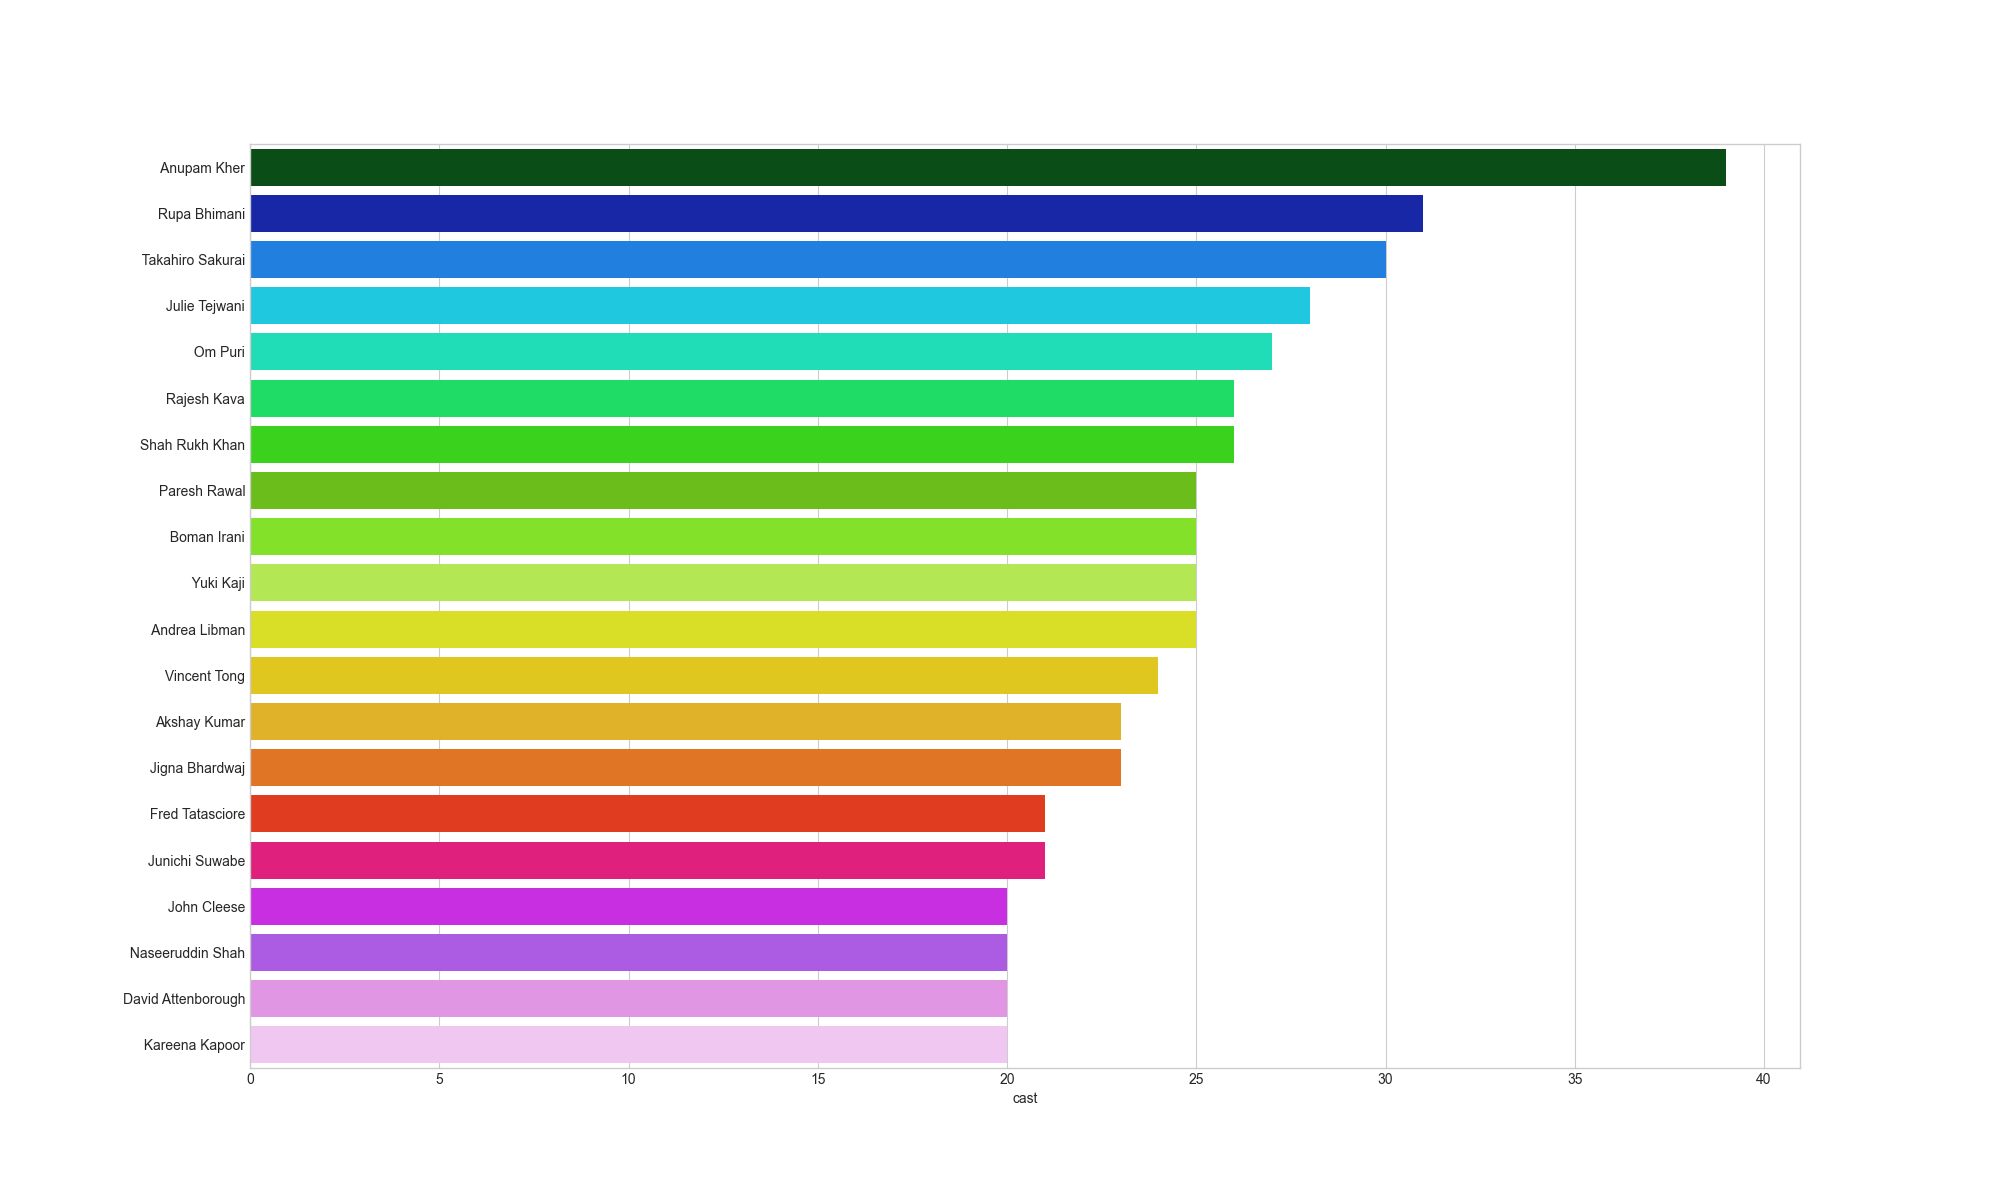 Anupam Kher
Rupa Bhimani
Takahiro Sakurai
Julie Tejwani
Om Puri
Rajesh Kava
Shah Rukh Khan
Paresh Rawal
Boman Irani
Yuki Kaji
Andrea Libman
Vincent Tong
Akshay Kumar
Jigna Bhardwaj
Fred Tatasciore
Junichi Suwabe
John Cleese
Naseeruddin Shah
David Attenborough
Kareena Kapoor
0 5 10 15 20 25 30 35 40
cast